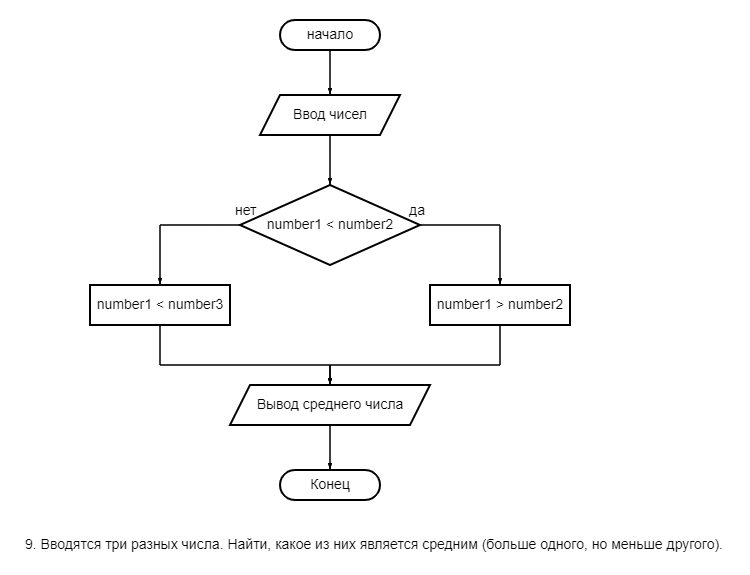 начало
Ввод чисел
нет
да
number1 < number2
number1 < number3
number1 > number2
Вывод среднего числа
Конец
9. Вводятся три разных числа. Найти, какое из них является средним (больше одного, но меньше другого).